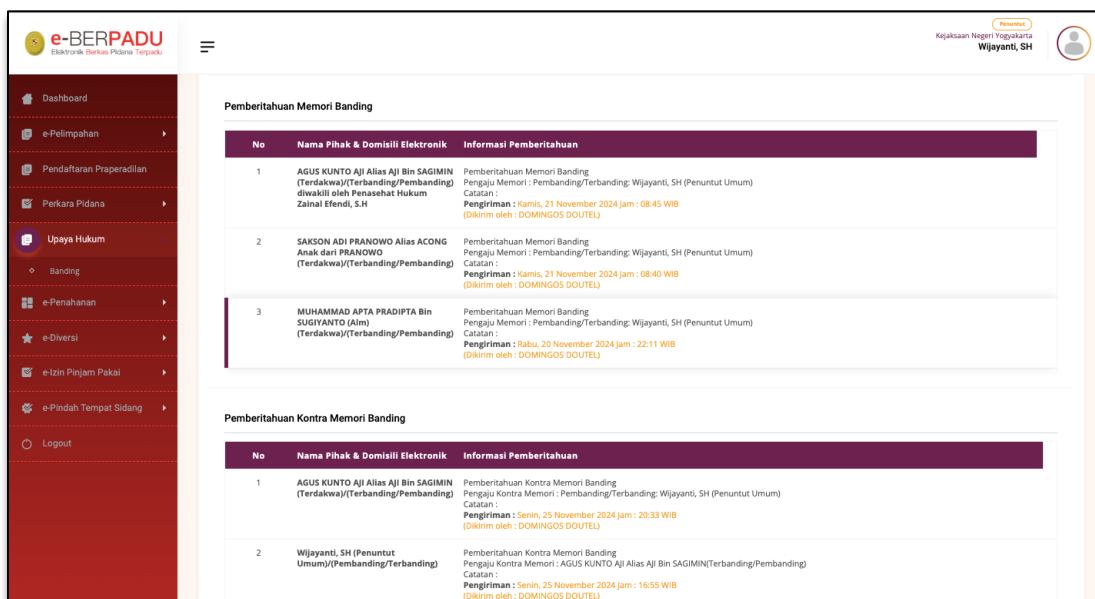 e-BERPADU
Elektronik Berkas Pidana Terpadu
Penuntut
Kejaksaan Negeri Yogyakarta
Wijayanti, SH
Dashboard
e-Pelimpahan
Pendaftaran Praperadilan
Perkara Pidana
Upaya Hukum
Banding
e-Penahanan
e-Diversi
e-Izin Pinjam Pakai
e-Pindah Tempat Sidang
Logout
Pemberitahuan Memori Banding
No Nama Pihak & Domisili Elektronik Informasi Pemberitahuan
1 AGUS KUNTO AJI Alias AJI Bin SAGIMIN Pemberitahuan Memori Banding
(Terdakwa)/(Terbanding/Pembanding) Pengaju Memori : Pembanding/Terbanding: Wijayanti, SH (Penuntut Umum)
diwakili oleh Penasehat Hukum Catatan :
Zainal Efendi, S.H Pengiriman : Kamis, 21 November 2024 Jam : 08:45 WIB
(Dikirim oleh : DOMINGOS DOUTEL)
2 SAKSON ADI PRANOWO Alias ACONG Pemberitahuan Memori Banding
Anak dari PRANOWO Pengaju Memori : Pembanding/Terbanding: Wijayanti, SH (Penuntut Umum)
(Terdakwa)/(Terbanding/Pembanding) Catatan :
Pengiriman : Kamis, 21 November 2024 Jam : 08:40 WIB
(Dikirim oleh : DOMINGOS DOUTEL)
3 MUHAMMAD APTA PRADIPTA Bin Pemberitahuan Memori Banding
SUGIYANTO (Alm) Pengaju Memori : Pembanding/Terbanding: Wijayanti, SH (Penuntut Umum)
(Terdakwa)/(Terbanding/Pembanding) Catatan :
Pengiriman : Rabu, 20 November 2024 Jam : 22:11 WIB
(Dikirim oleh : DOMINGOS DOUTEL)
Pemberitahuan Kontra Memori Banding
No Nama Pihak & Domisili Elektronik Informasi Pemberitahuan
1 AGUS KUNTO AJI Alias AJI Bin SAGIMIN Pemberitahuan Kontra Memori Banding
(Terdakwa)/(Terbanding/Pembanding) Pengaju Kontra Memori : Pembanding/Terbanding: Wijayanti, SH (Penuntut Umum)
Catatan :
Pengiriman : Senin, 25 November 2024 Jam : 20:33 WIB
(Dikirim oleh : DOMINGOS DOUTEL)
2 Wijayanti, SH (Penuntut Pemberitahuan Kontra Memori Banding
Umum)/(Pembanding/Terbanding) Pengaju Kontra Memori : AGUS KUNTO AJI Alias AJI Bin SAGIMIN(Terbanding/Pembanding)
Catatan :
Pengiriman : Senin, 25 November 2024 Jam : 16:55 WIB
(Dikirim oleh : DOMINGOS DOUTEL)